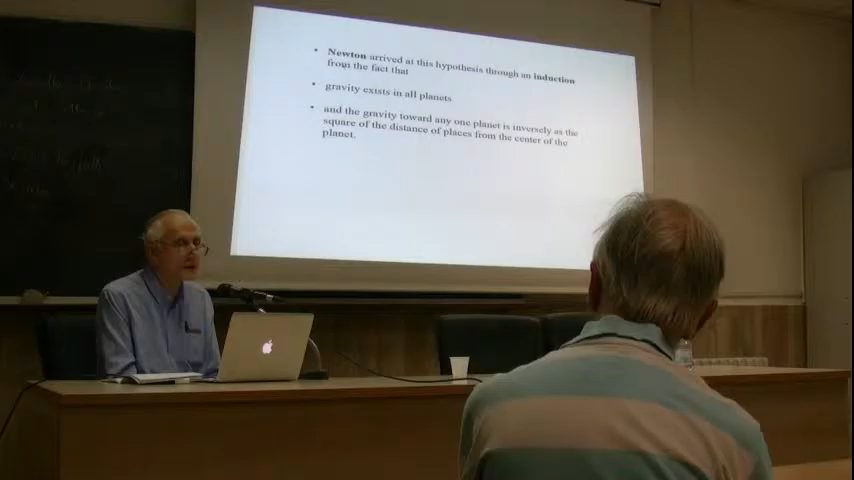 Newton arrived at this hypothesis through an induction
from the fact that
gravity exists in all planets
and the gravity toward any one planet is inversely as the
square of the distance of places from the center of the
planet.